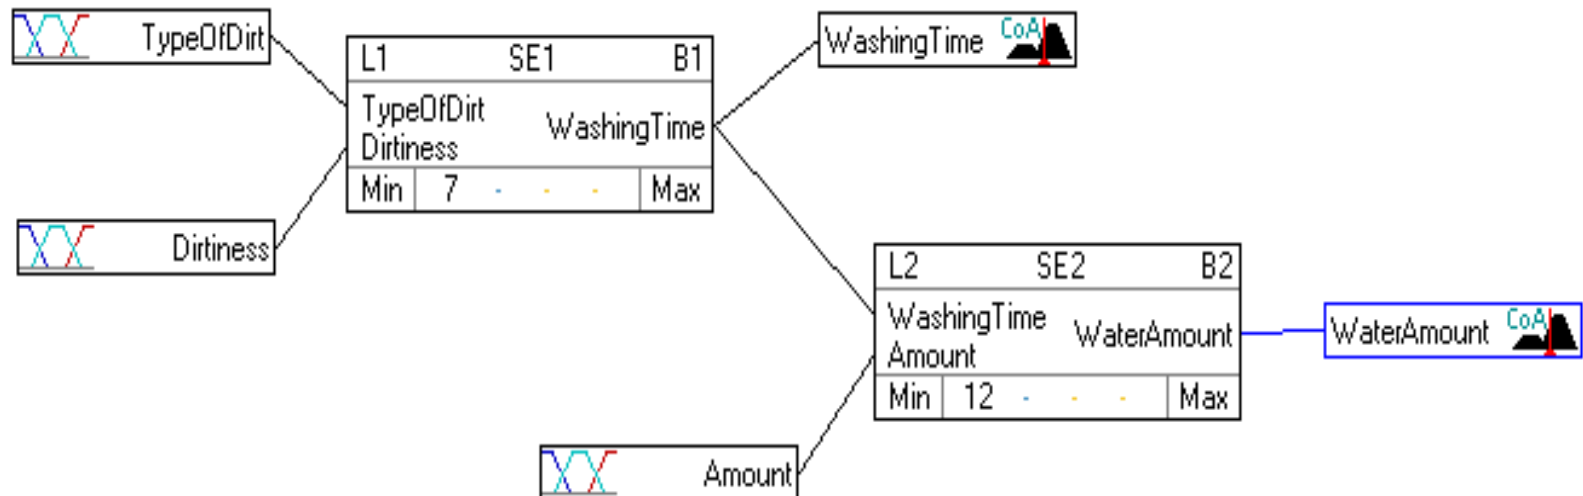 TypeOfDirt
WashingTime CoA
L1 SE1 B1
TypeOfDirt
WashingTime
Dirtiness
Min 7 Max
Dirtiness
L2 SE2 B2
WashingTime
WaterAmount
Amount
Min 12 Max
WaterAmount CoA
Amount